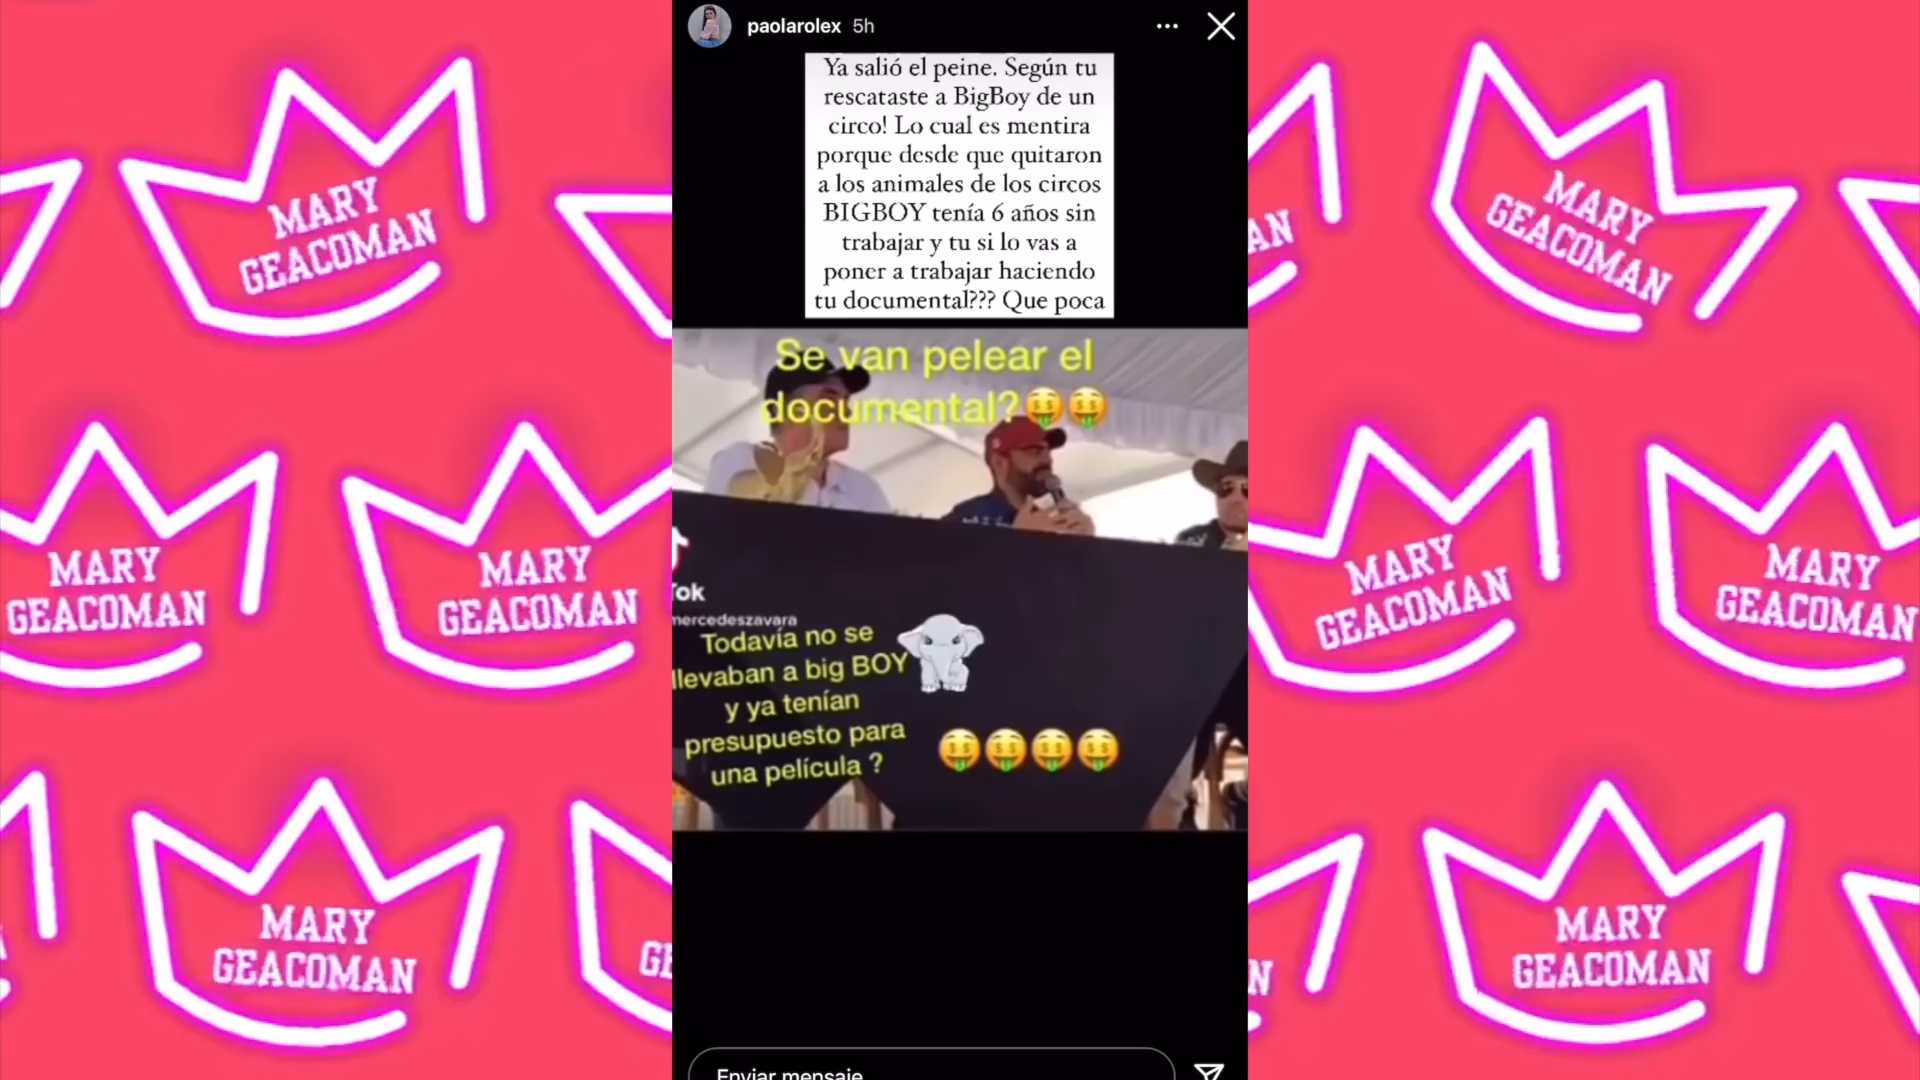 paolarolex 5h
Ya salió el peine. Según tu
rescataste a BigBoy de un
circo! Lo cual es mentira
porque desde que quitaron
a los animales de los circos
BIGBOY tenía 6 años sin
trabajar y tu si lo vas a
poner a trabajar haciendo
tu documental??? Que poca
Se van pelear el
documental?
Tok
mercedeszavara
Todavía no se
llevaban a big BOY
y ya tenían
presupuesto para
una película ?
Enviar mensaje
MARY
GEACOMAN
MARY
GEACOMAN
AN
MARY
GEACOMAN
MARY
GEACOMAN
MARY
GEACOMAN
MARY
GEACOMAN
MARY
GEACOMAN
MARY
GEACOMAN
GE
N
MARY
GEACOMAN